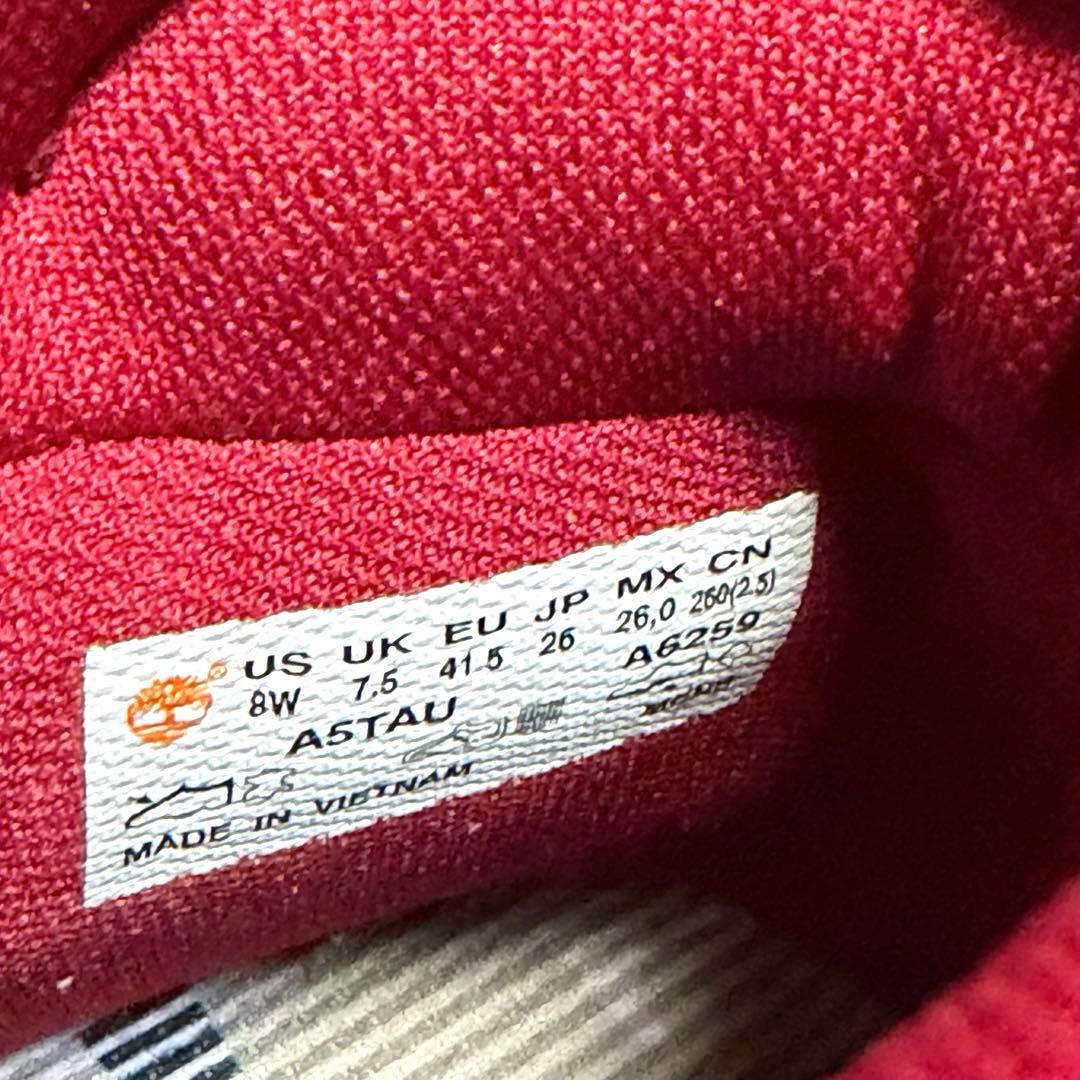 US UK EU JP MX CN
8W 7.5 41.5 26 26,0 260(2.5)
A5TAU A6259
MADE IN VIETNAM